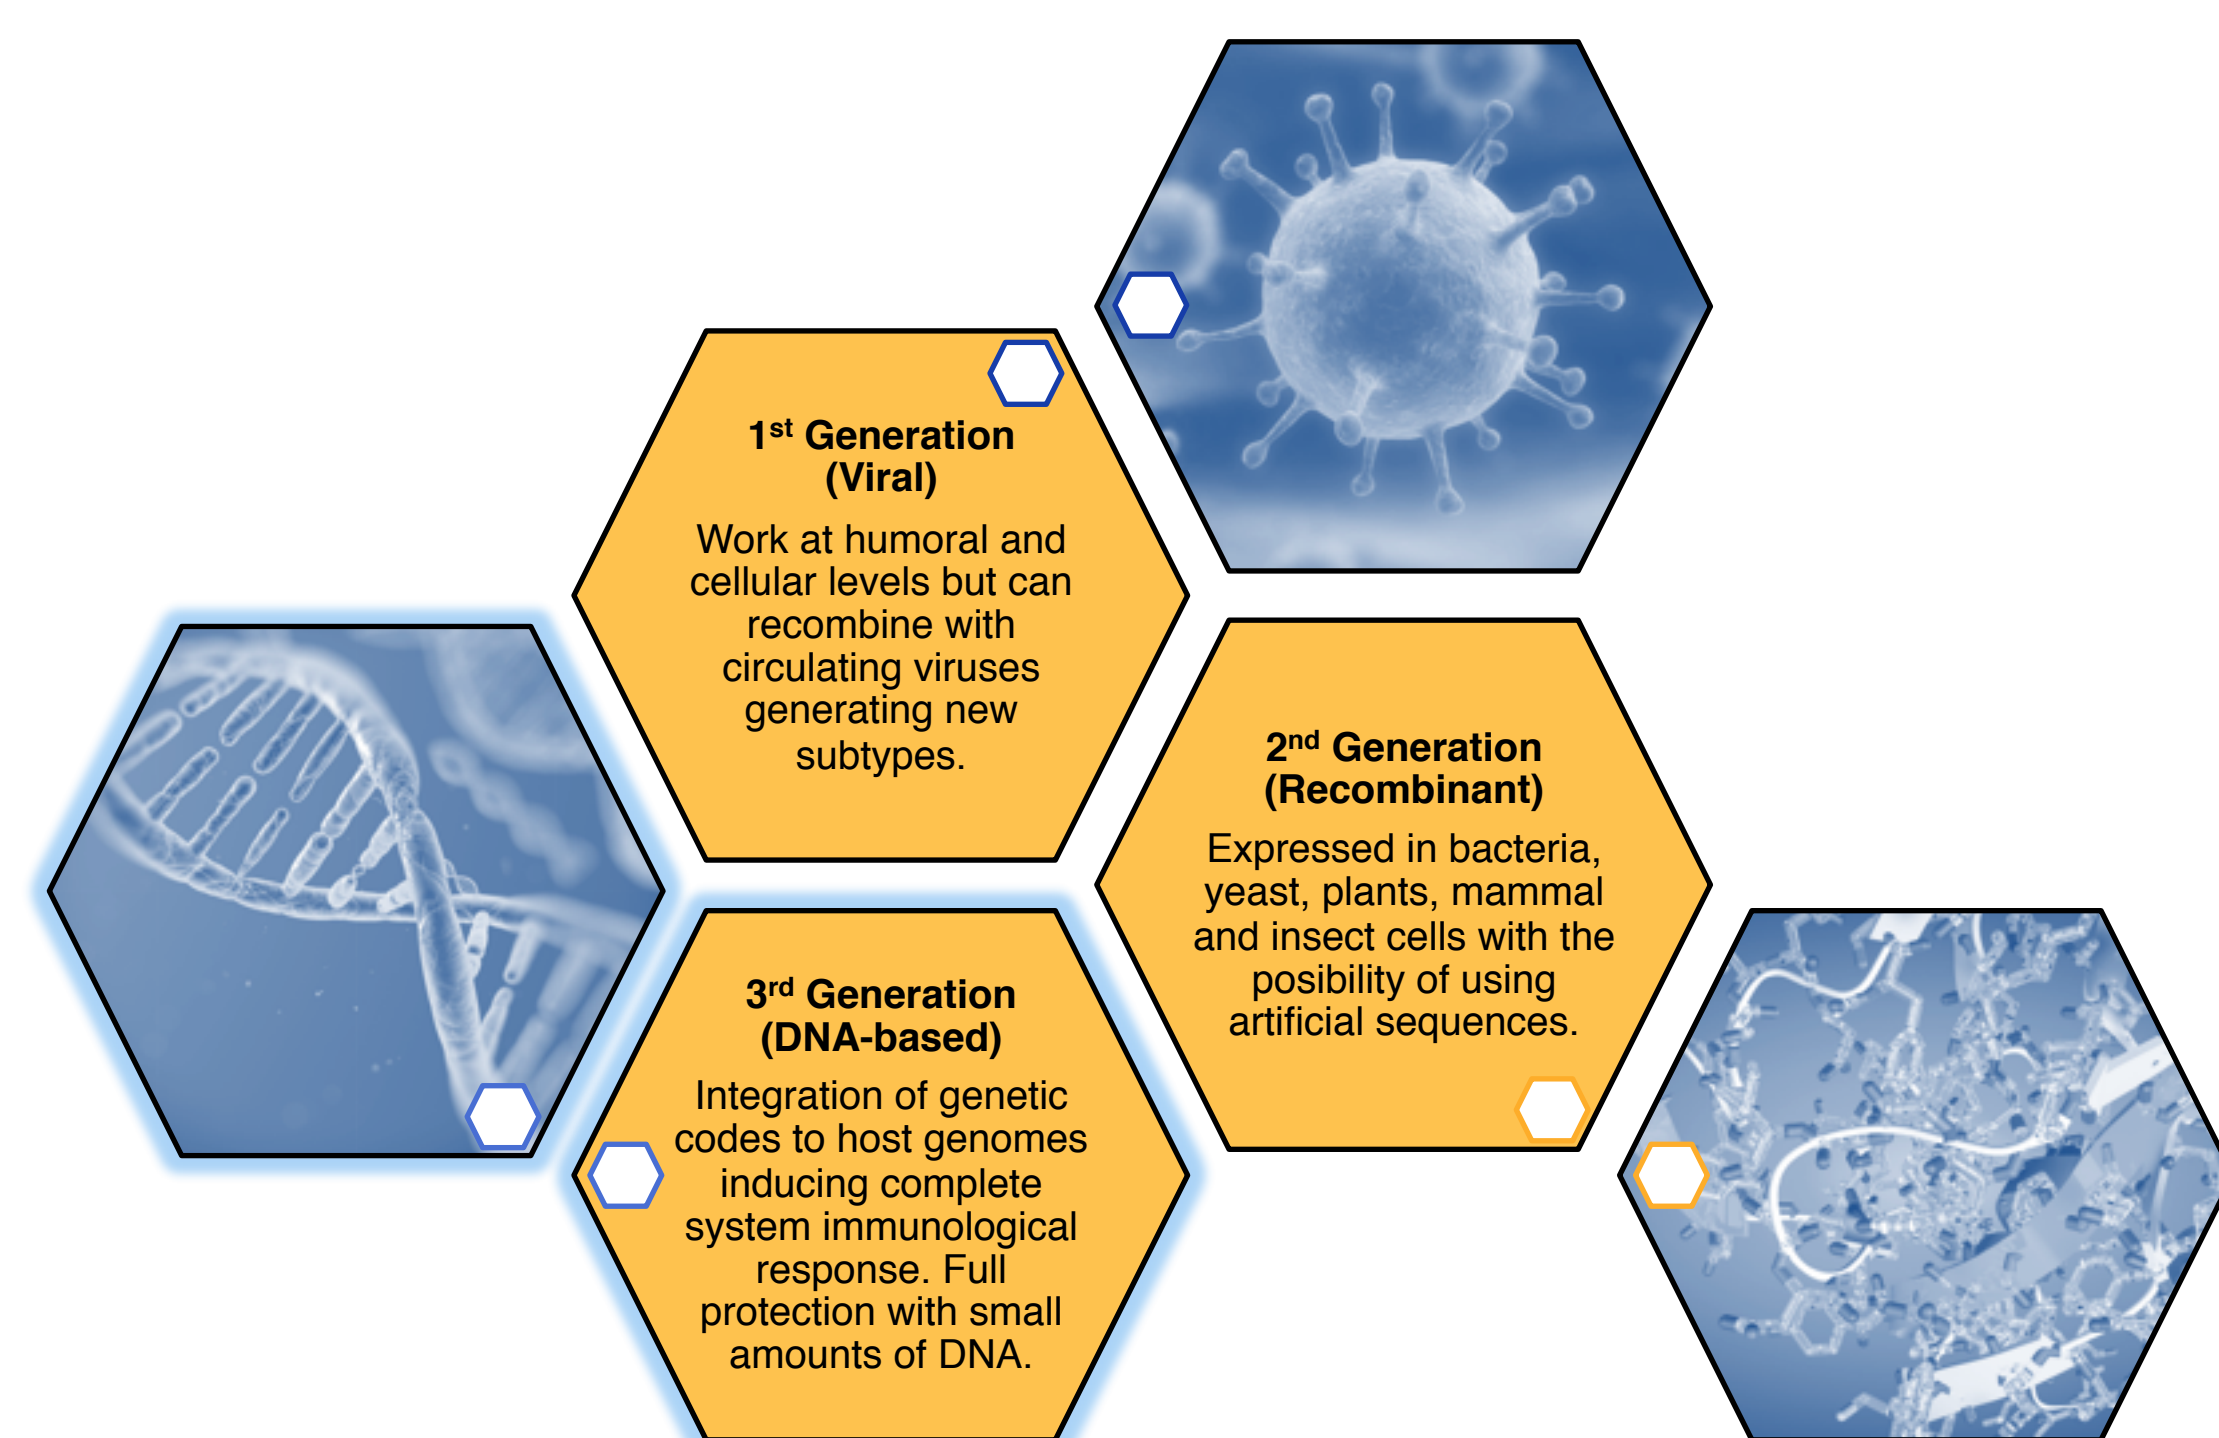 1st Generation
(Viral)
Work at humoral and
cellular levels but can
recombine with
circulating viruses
generating new
subtypes.
2nd Generation
(Recombinant)
Expressed in bacteria,
yeast, plants, mammal
and insect cells with the
posibility of using
artificial sequences.
3rd Generation
(DNA-based)
Integration of genetic
codes to host genomes
inducing complete
system immunological
response. Full
protection with small
amounts of DNA.